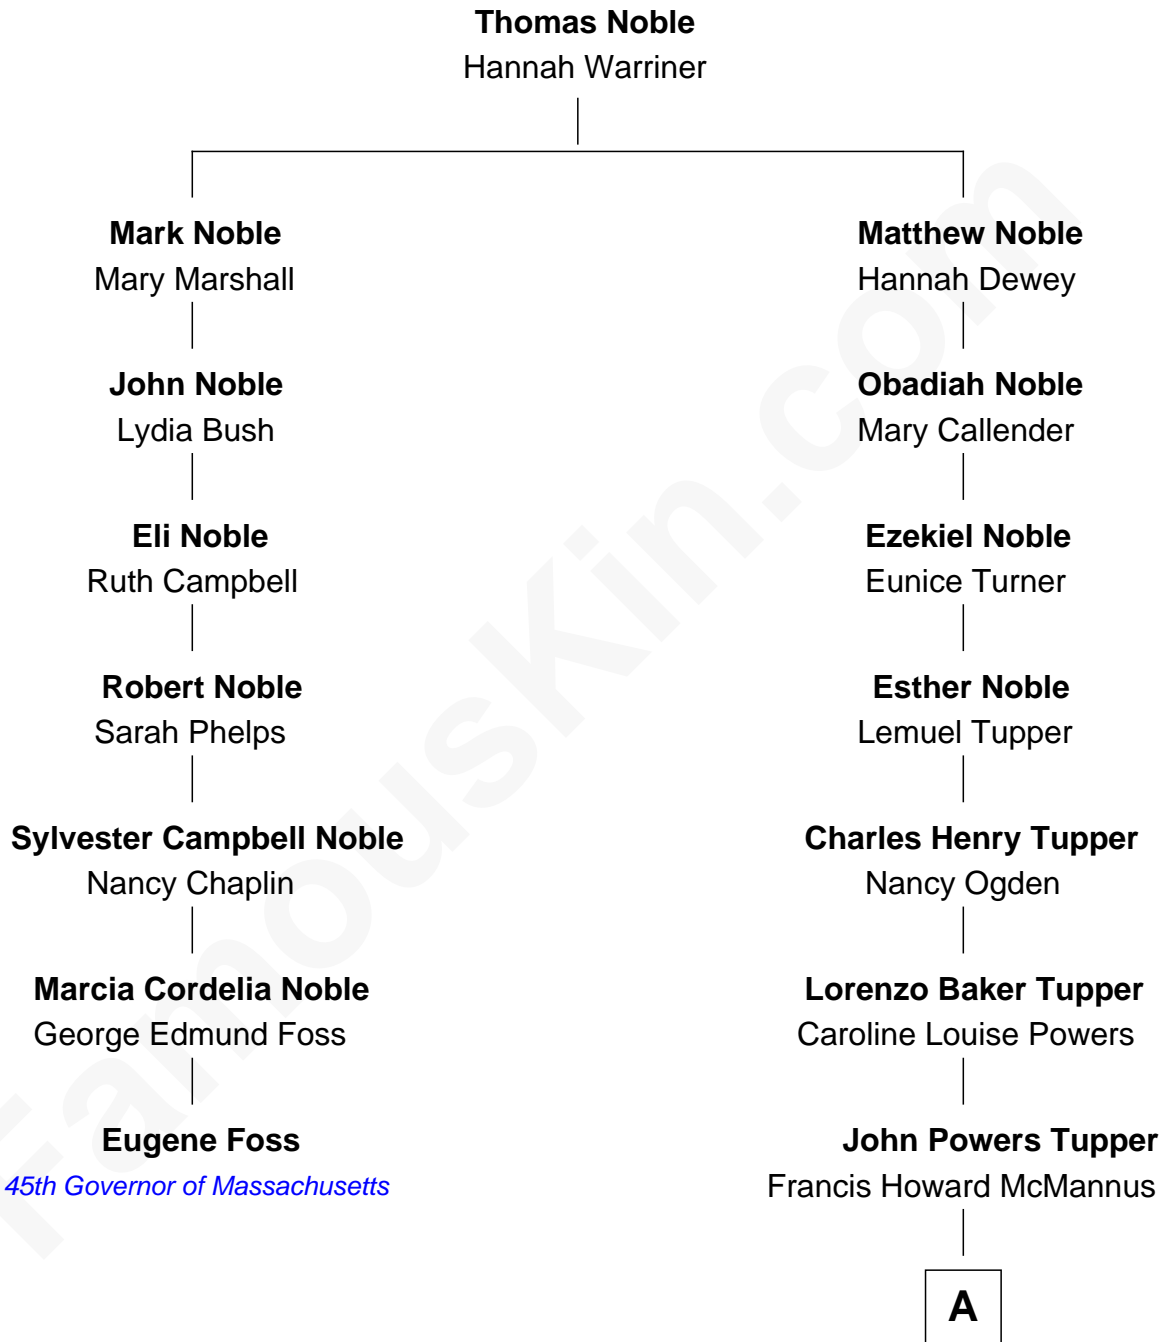 Thomas Noble
Hannah Warriner
Mark Noble
Mary Marshall
Matthew Noble
Hannah Dewey
John Noble
Lydia Bush
Obadiah Noble
Mary Callender
Eli Noble
Ruth Campbell
Ezekiel Noble
Eunice Turner
Robert Noble
Sarah Phelps
Esther Noble
Lemuel Tupper
Sylvester Campbell Noble
Nancy Chaplin
Charles Henry Tupper
Nancy Ogden
Marcia Cordelia Noble
George Edmund Foss
Lorenzo Baker Tupper
Caroline Louise Powers
Eugene Foss
45th Governor of Massachusetts
John Powers Tupper
Francis Howard McMannus
A
FamousKin.com